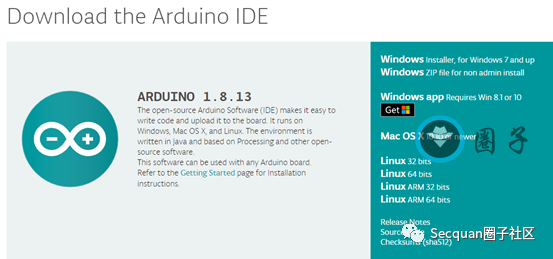 Download the Arduino IDE
ARDUINO 1.8.13
The open-source Arduino Software (IDE) makes it easy
to write code and upload it to the board. It runs on
Windows, Mac OS X, and Linux. The environment is
written in Java and based on Processing and other open-
source software.
This software can be used with any Arduino board.
Refer to the Getting Started page for Installation
instructions.
Windows Installer, for Windows 7 and up
Windows ZIP file for non admin install
Windows app Requires Win 8.1 or 10
Get
Mac OS X or newer
圈子
Linux 32 bits
Linux 64 bits
Linux ARM 32 bits
Linux ARM 64 bits
Release Notes
Source
Checksums (sha512)
Secquan圈子社区